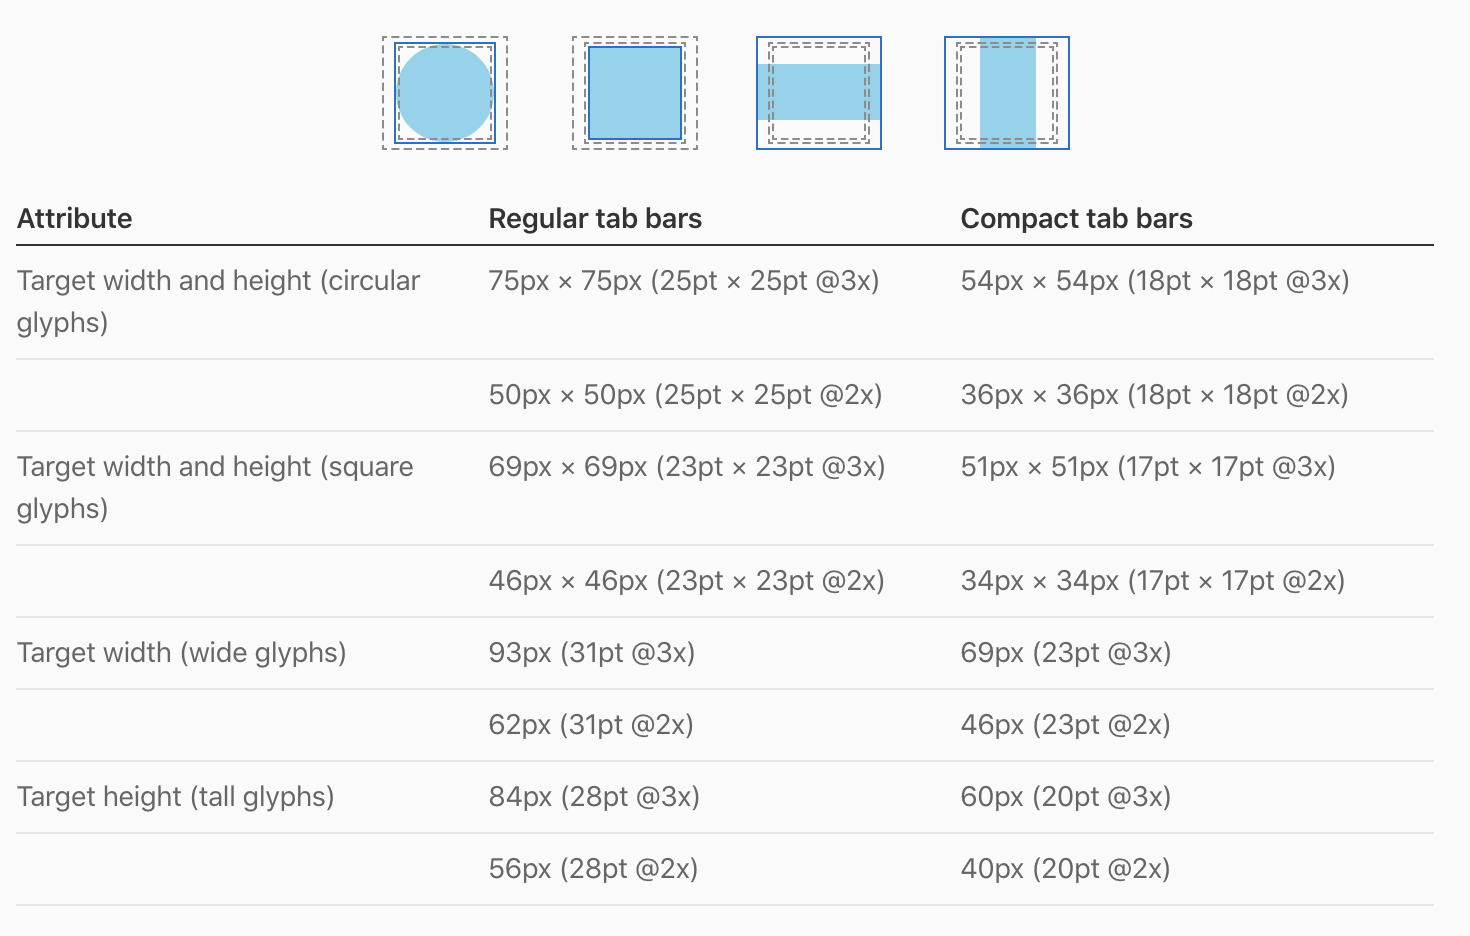 Attribute Regular tab bars Compact tab bars
Target width and height (circular 75px × 75px (25pt × 25pt @3x) 54px × 54px (18pt × 18pt @3x)
glyphs)
50px × 50px (25pt × 25pt @2x) 36px × 36px (18pt × 18pt @2x)
Target width and height (square 69px × 69px (23pt × 23pt @3x) 51px × 51px (17pt × 17pt @3x)
glyphs)
46px × 46px (23pt × 23pt @2x) 34px × 34px (17pt × 17pt @2x)
Target width (wide glyphs) 93px (31pt @3x) 69px (23pt @3x)
62px (31pt @2x) 46px (23pt @2x)
Target height (tall glyphs) 84px (28pt @3x) 60px (20pt @3x)
56px (28pt @2x) 40px (20pt @2x)